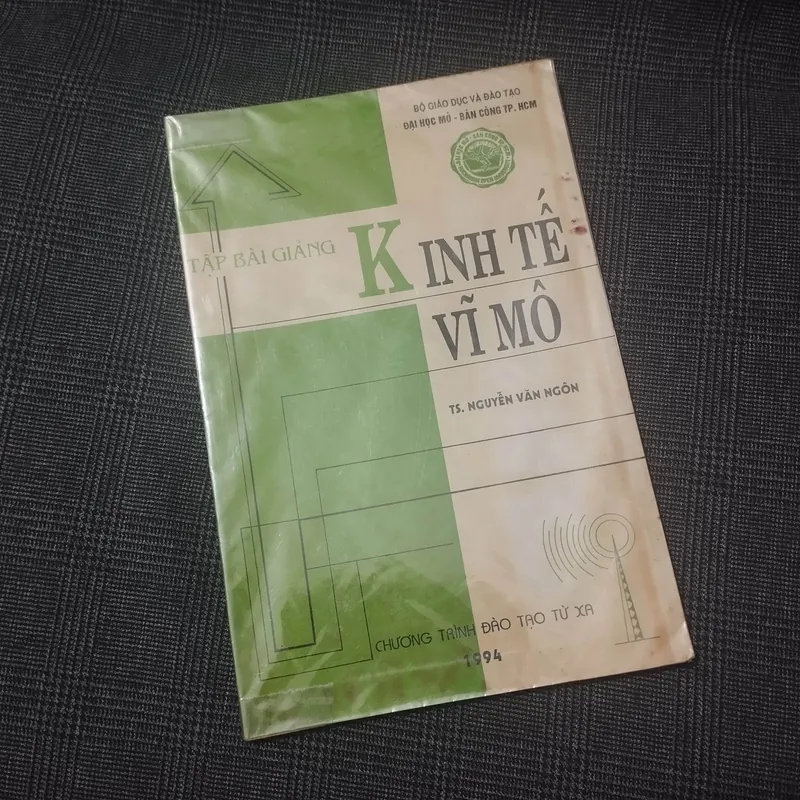 BỘ GIÁO DỤC VÀ ĐÀO TẠO
ĐẠI HỌC MỞ - BÁN CÔNG TP. HCM
TẬP BÀI GIẢNG
KINH TẾ
VĨ MÔ
TS. NGUYỄN VĂN NGÔN
CHƯƠNG TRÌNH ĐÀO TẠO TỪ XA
1994